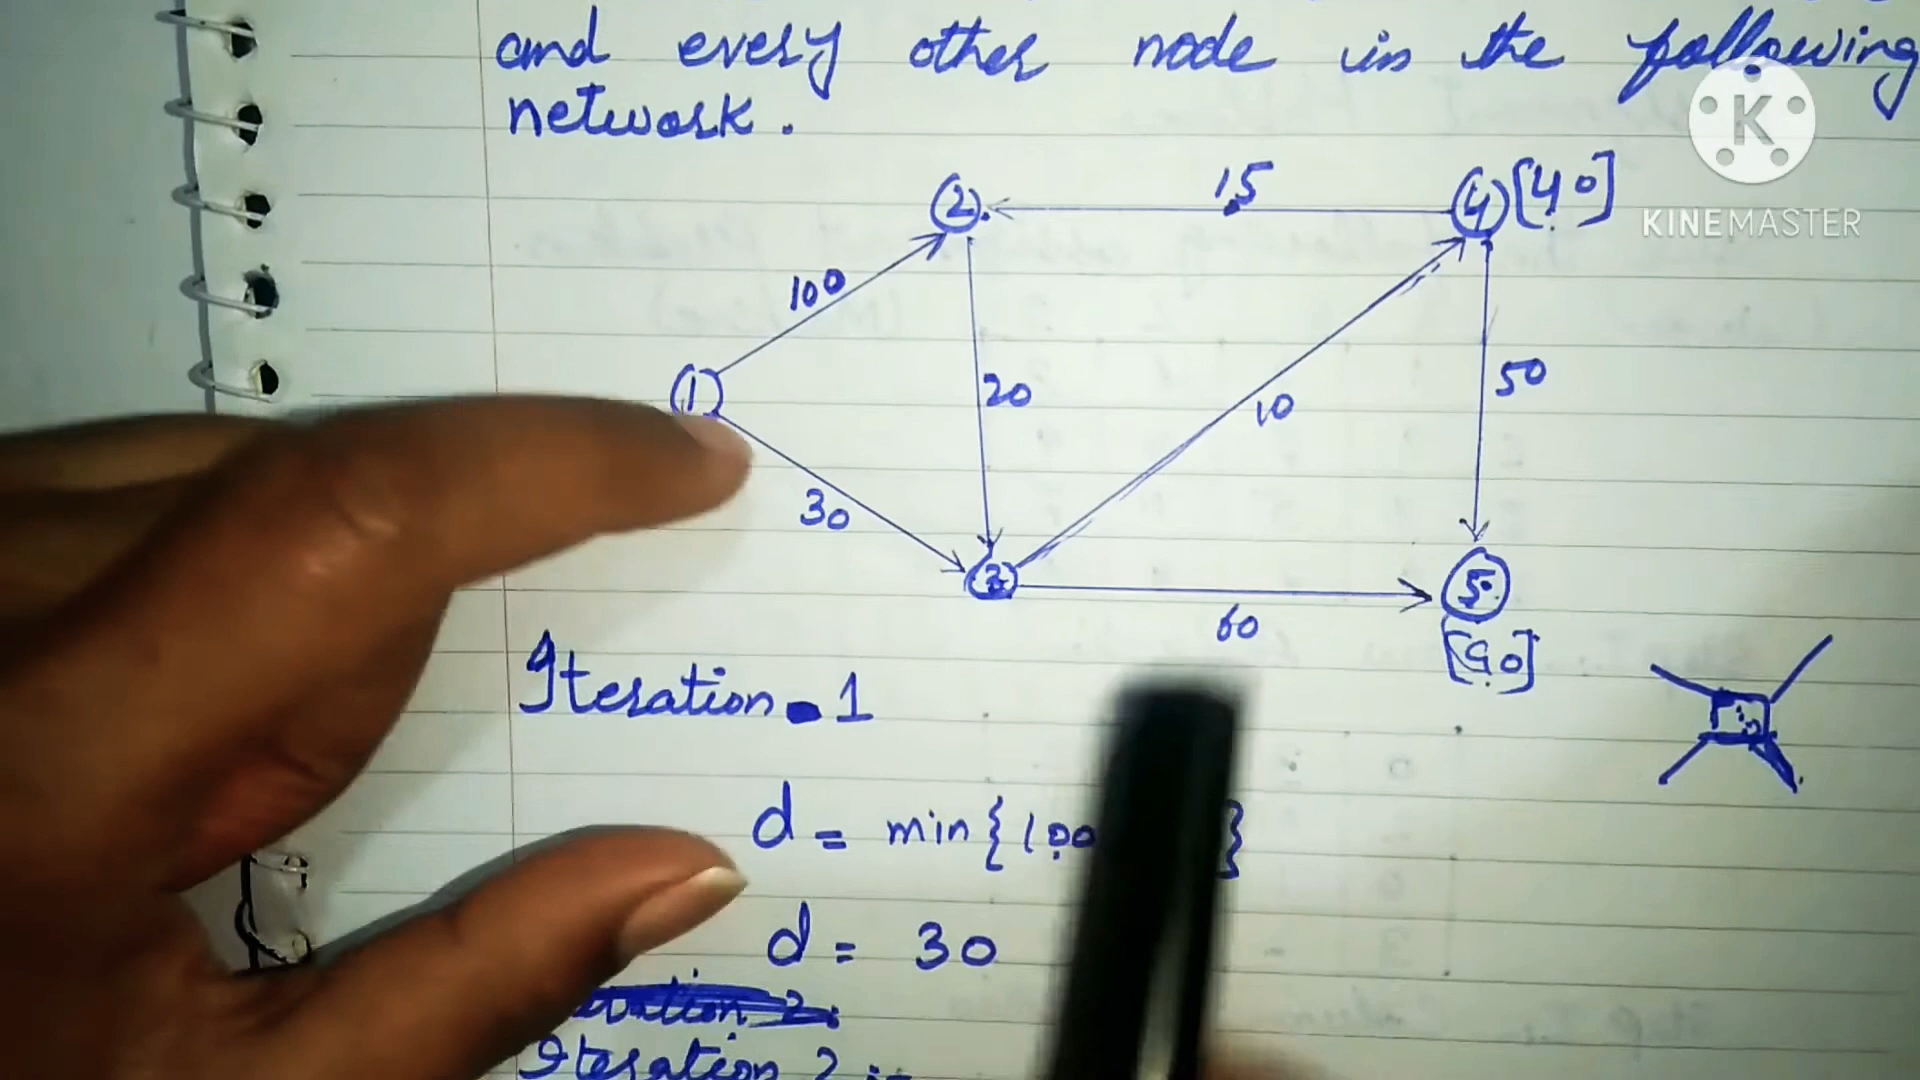 and every other node in the following
network.
K
KINEMASTER
2 15 4 [40]
100
1 20 10 50
30
3 60 5
[90]
Iteration 1
d = min{100 }
d = 30
Iteration 2 :-